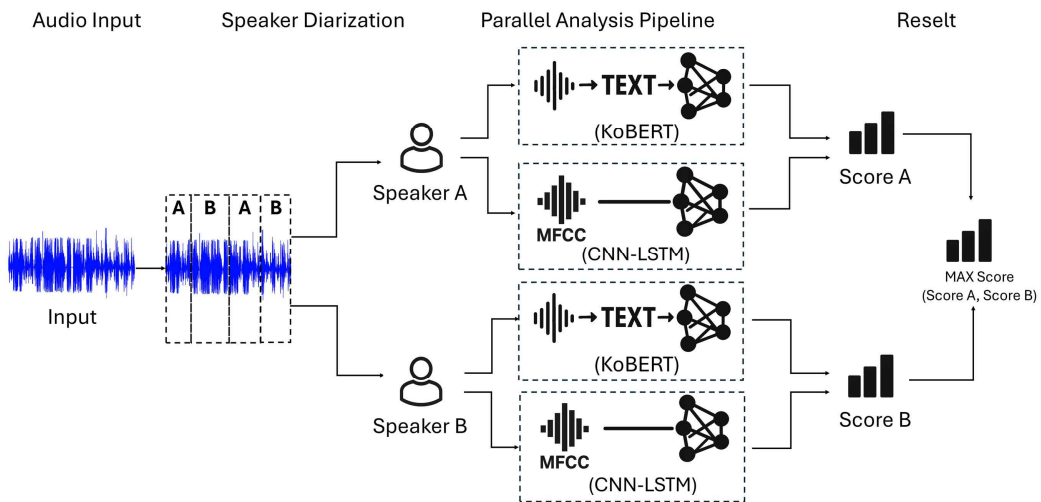 Audio Input
Speaker Diarization
Parallel Analysis Pipeline
Reselt
A B A B
Input
Speaker A
→TEXT→
(KoBERT)
MFCC
(CNN-LSTM)
Score A
Speaker B
→TEXT→
(KoBERT)
MFCC
(CNN-LSTM)
Score B
MAX Score
(Score A, Score B)